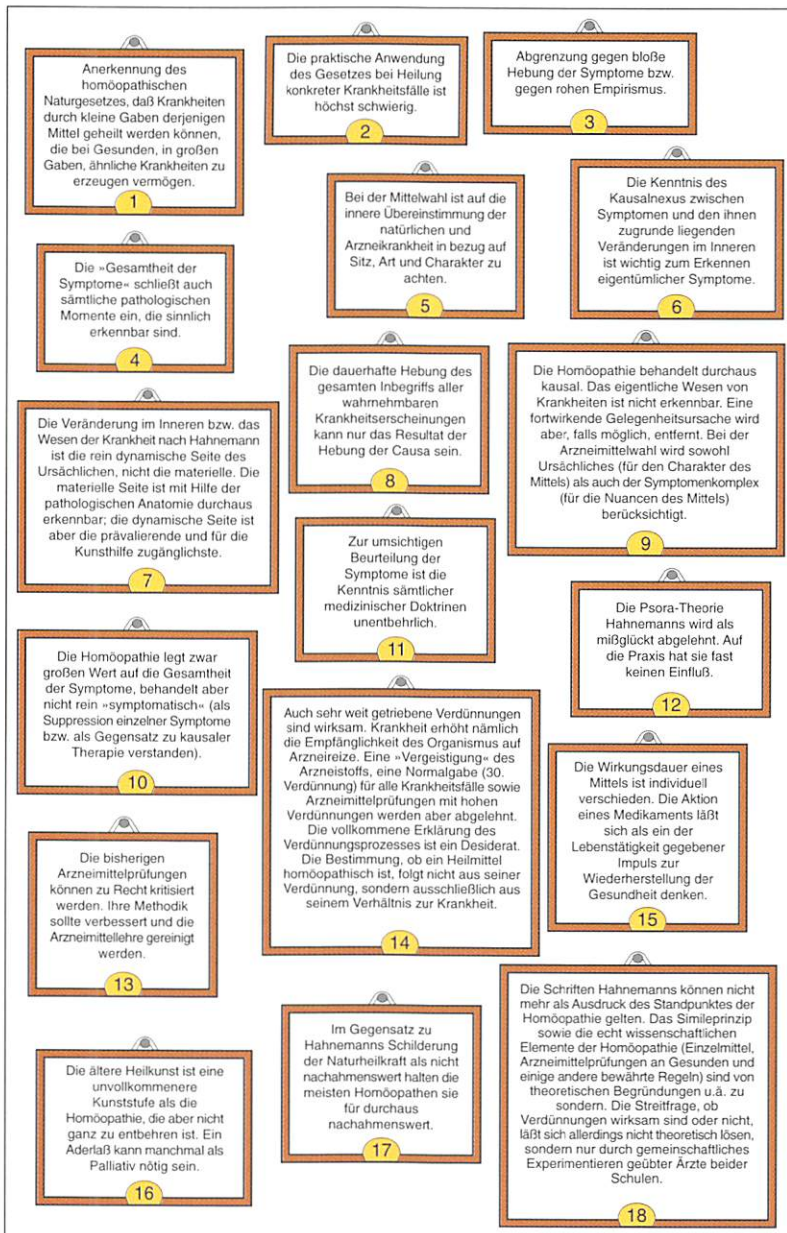 Anerkennung des
homöopathischen
Naturgesetzes, daß Krankheiten
durch kleine Gaben derjenigen
Mittel geheilt werden können,
die bei Gesunden, in großen
Gaben, ähnliche Krankheiten zu
erzeugen vermögen.
1
Die praktische Anwendung
des Gesetzes bei Heilung
konkreter Krankheitsfälle ist
höchst schwierig.
2
Abgrenzung gegen bloße
Hebung der Symptome bzw.
gegen rohen Empirismus.
3
Die »Gesamtheit der
Symptome« schließt auch
sämtliche pathologischen
Momente ein, die sinnlich
erkennbar sind.
4
Bei der Mittelwahl ist auf die
innere Übereinstimmung der
natürlichen und
Arzneikrankheit in bezug auf
Sitz, Art und Charakter zu
achten.
5
Die Kenntnis des
Kausalnexus zwischen
Symptomen und den ihnen
zugrunde liegenden
Veränderungen im Inneren
ist wichtig zum Erkennen
eigentümlicher Symptome.
6
Die Veränderung im Inneren bzw. das
Wesen der Krankheit nach Hahnemann
ist die rein dynamische Seite des
Ursächlichen, nicht die materielle. Die
materielle Seite ist mit Hilfe der
pathologischen Anatomie durchaus
erkennbar; die dynamische Seite ist
aber die prävalierende und für die
Kunsthilfe zugänglichste.
7
Die dauerhafte Hebung des
gesamten Inbegriffs aller
wahrnehmbaren
Krankheitserscheinungen
kann nur das Resultat der
Hebung der Causa sein.
8
Die Homöopathie behandelt durchaus
kausal. Das eigentliche Wesen von
Krankheiten ist nicht erkennbar. Eine
fortwirkende Gelegenheitsursache wird
aber, falls möglich, entfernt. Bei der
Arzneimittelwahl wird sowohl
Ursächliches (für den Charakter des
Mittels) als auch der Symptomenkomplex
(für die Nuancen des Mittels)
berücksichtigt.
9
Die Homöopathie legt zwar
großen Wert auf die Gesamtheit
der Symptome, behandelt aber
nicht rein »symptomatisch« (als
Suppression einzelner Symptome
bzw. als Gegensatz zu kausaler
Therapie verstanden).
10
Zur umsichtigen
Beurteilung der
Symptome ist die
Kenntnis sämtlicher
medizinischer Doktrinen
unentbehrlich.
11
Die Psora-Theorie
Hahnemanns wird als
mißglückt abgelehnt. Auf
die Praxis hat sie fast
keinen Einfluß.
12
Die bisherigen
Arzneimittelprüfungen
können zu Recht kritisiert
werden. Ihre Methodik
sollte verbessert und die
Arzneimittellehre gereinigt
werden.
13
Auch sehr weit getriebene Verdünnungen
sind wirksam. Krankheit erhöht nämlich
die Empfänglichkeit des Organismus auf
Arzneireize. Eine »Vergeistigung« des
Arzneistoffs, eine Normalgabe (30.
Verdünnung) für alle Krankheitsfälle sowie
Arzneimittelprüfungen mit hohen
Verdünnungen werden aber abgelehnt.
Die vollkommene Erklärung des
Verdünnungsprozesses ist ein Desiderat.
Die Bestimmung, ob ein Heilmittel
homöopathisch ist, folgt nicht aus seiner
Verdünnung, sondern ausschließlich aus
seinem Verhältnis zur Krankheit.
14
Die Wirkungsdauer eines
Mittels ist individuell
verschieden. Die Aktion
eines Medikaments läßt
sich als ein der
Lebenstätigkeit gegebener
Impuls zur
Wiederherstellung der
Gesundheit denken.
15
Die ältere Heilkunst ist eine
unvollkommenere
Kunststufe als die
Homöopathie, die aber nicht
ganz zu entbehren ist. Ein
Aderlaß kann manchmal als
Palliativ nötig sein.
16
Im Gegensatz zu
Hahnemanns Schilderung
der Naturheilkraft als nicht
nachahmenswert halten die
meisten Homöopathen sie
für durchaus
nachahmenswert.
17
Die Schriften Hahnemanns können nicht
mehr als Ausdruck des Standpunktes der
Homöopathie gelten. Das Simileprinzip
sowie die echt wissenschaftlichen
Elemente der Homöopathie (Einzelmittel,
Arzneimittelprüfungen an Gesunden und
einige andere bewährte Regeln) sind von
theoretischen Begründungen u.ä. zu
sondern. Die Streitfrage, ob
Verdünnungen wirksam sind oder nicht,
läßt sich allerdings nicht theoretisch lösen,
sondern nur durch gemeinschaftliches
Experimentieren geübter Ärzte beider
Schulen.
18